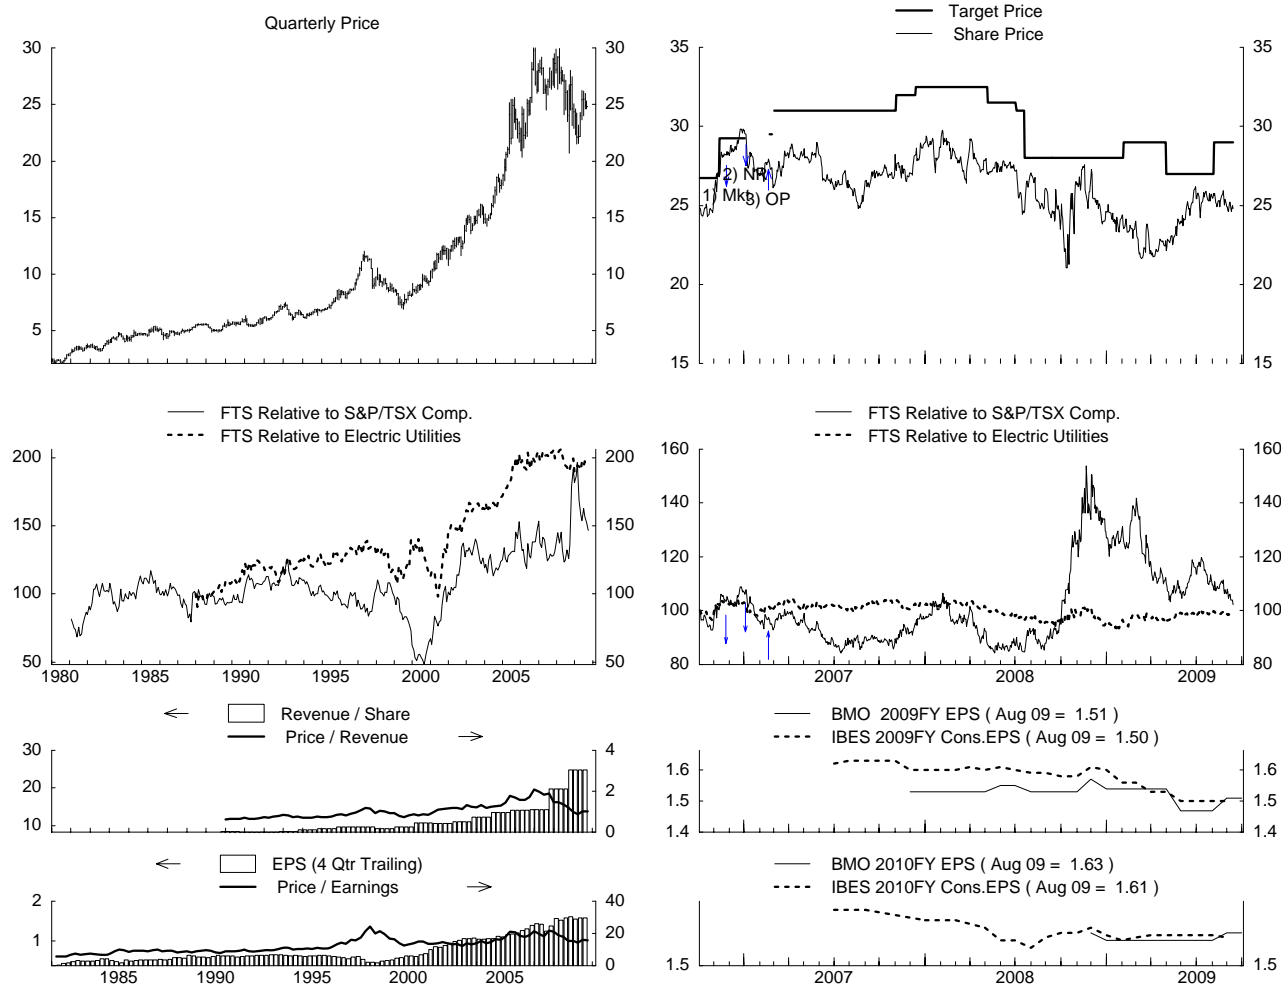 Quarterly Price
30 30
25 25
20 20
15 15
10 10
5 5
Target Price
Share Price
35 35
30 30
25 25
20 20
15 15
2) NR
1) Mkt
3) OP
FTS Relative to S&P/TSX Comp.
FTS Relative to Electric Utilities
200 200
150 150
100 100
50 50
1980 1985 1990 1995 2000 2005
FTS Relative to S&P/TSX Comp.
FTS Relative to Electric Utilities
160 160
140 140
120 120
100 100
80 80
2007 2008 2009
Revenue / Share
Price / Revenue
30 4
20 2
10 0
BMO 2009FY EPS ( Aug 09 = 1.51 )
IBES 2009FY Cons.EPS ( Aug 09 = 1.50 )
1.6 1.6
1.5 1.5
1.4 1.4
EPS (4 Qtr Trailing)
Price / Earnings
2 40
1 20
0
1985 1990 1995 2000 2005
BMO 2010FY EPS ( Aug 09 = 1.63 )
IBES 2010FY Cons.EPS ( Aug 09 = 1.61 )
1.5 1.5
2007 2008 2009